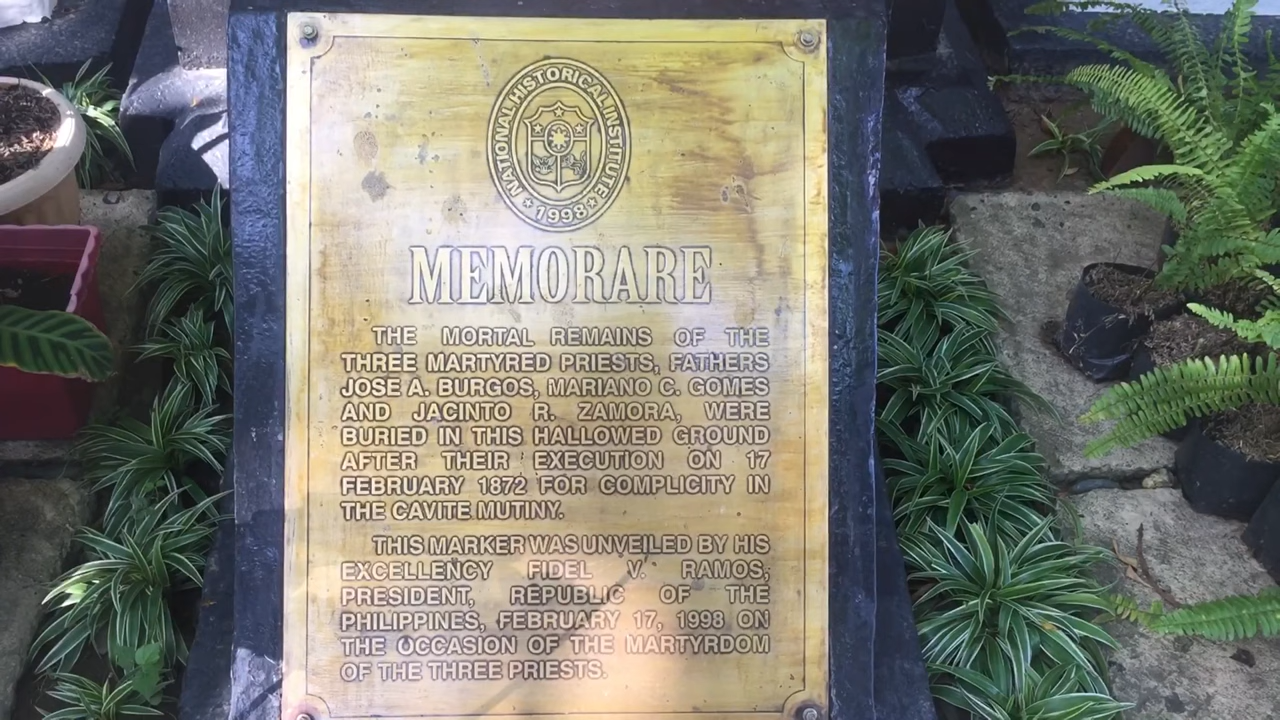 NATIONAL HISTORICAL INSTITUTE
1998
MEMORARE
THE MORTAL REMAINS OF THE
THREE MARTYRED PRIESTS, FATHERS
JOSE A. BURGOS, MARIANO C. GOMES
AND JACINTO R. ZAMORA, WERE
BURIED IN THIS HALLOWED GROUND
AFTER THEIR EXECUTION ON 17
FEBRUARY 1872 FOR COMPLICITY IN
THE CAVITE MUTINY.
THIS MARKER WAS UNVEILED BY HIS
EXCELLENCY FIDEL V. RAMOS,
PRESIDENT, REPUBLIC OF THE
PHILIPPINES, FEBRUARY 17, 1998 ON
THE OCCASION OF THE MARTYRDOM
OF THE THREE PRIESTS.